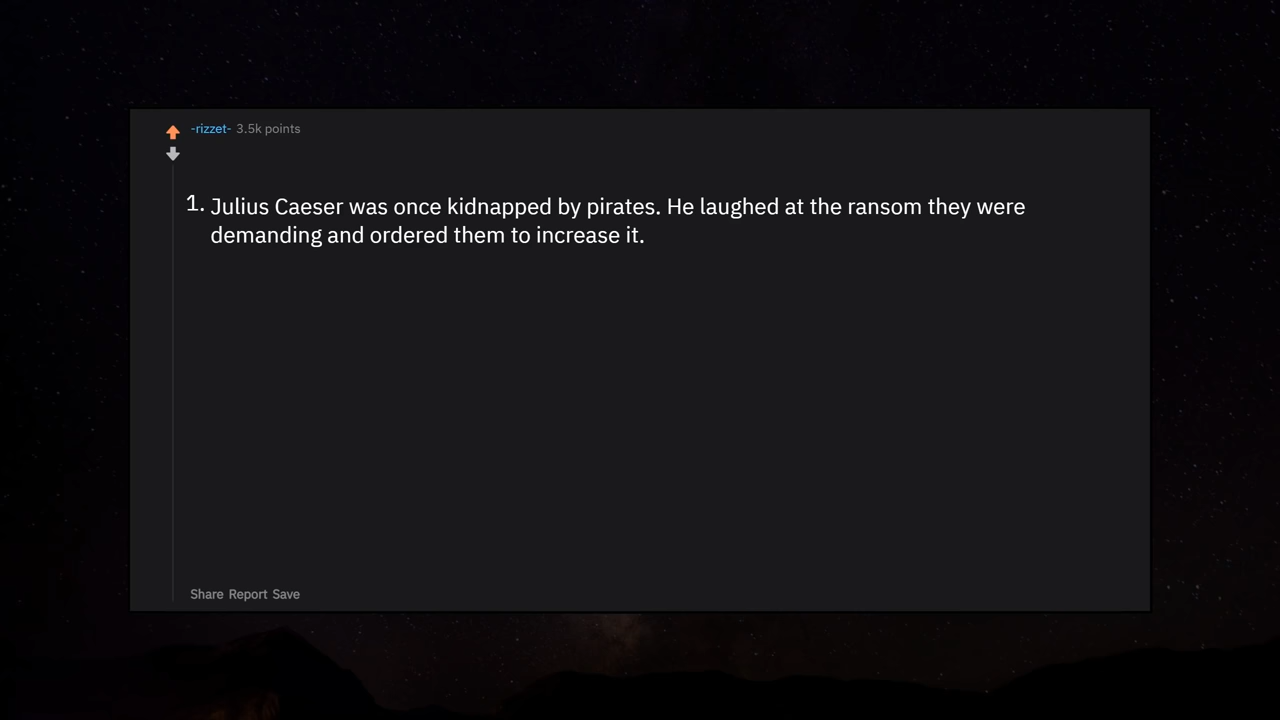 -rizzet- 3.5k points
1. Julius Caeser was once kidnapped by pirates. He laughed at the ransom they were
demanding and ordered them to increase it.
Share Report Save